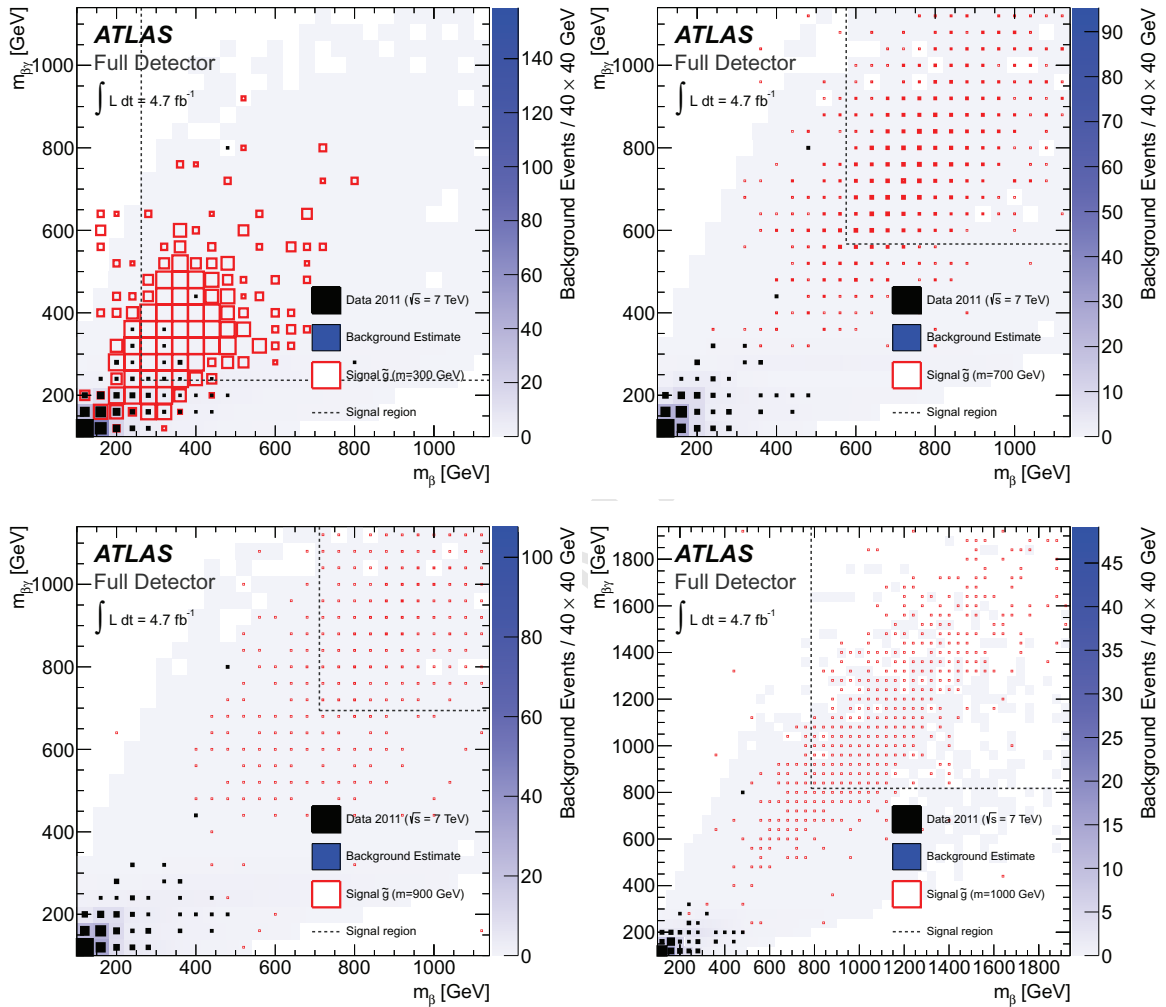 ATLAS
Full Detector
∫ L dt = 4.7 fb⁻¹
m_βγ [GeV]
1000
800
600
400
200
200 400 600 800 1000
m_β [GeV]
Data 2011 (√s = 7 TeV)
Background Estimate
Signal g̃ (m=300 GeV)
Signal region
140
120
100
80
60
40
20
0
Background Events / 40 × 40 GeV
ATLAS
Full Detector
∫ L dt = 4.7 fb⁻¹
m_βγ [GeV]
1000
800
600
400
200
200 400 600 800 1000
m_β [GeV]
Data 2011 (√s = 7 TeV)
Background Estimate
Signal g̃ (m=700 GeV)
Signal region
90
80
70
60
50
40
30
20
10
0
Background Events / 40 × 40 GeV
ATLAS
Full Detector
∫ L dt = 4.7 fb⁻¹
m_βγ [GeV]
1000
800
600
400
200
200 400 600 800 1000
m_β [GeV]
Data 2011 (√s = 7 TeV)
Background Estimate
Signal g̃ (m=900 GeV)
Signal region
100
80
60
40
20
0
Background Events / 40 × 40 GeV
ATLAS
Full Detector
∫ L dt = 4.7 fb⁻¹
m_βγ [GeV]
1800
1600
1400
1200
1000
800
600
400
200
200 400 600 800 1000 1200 1400 1600 1800
m_β [GeV]
Data 2011 (√s = 7 TeV)
Background Estimate
Signal g̃ (m=1000 GeV)
Signal region
45
40
35
30
25
20
15
10
5
0
Background Events / 40 × 40 GeV